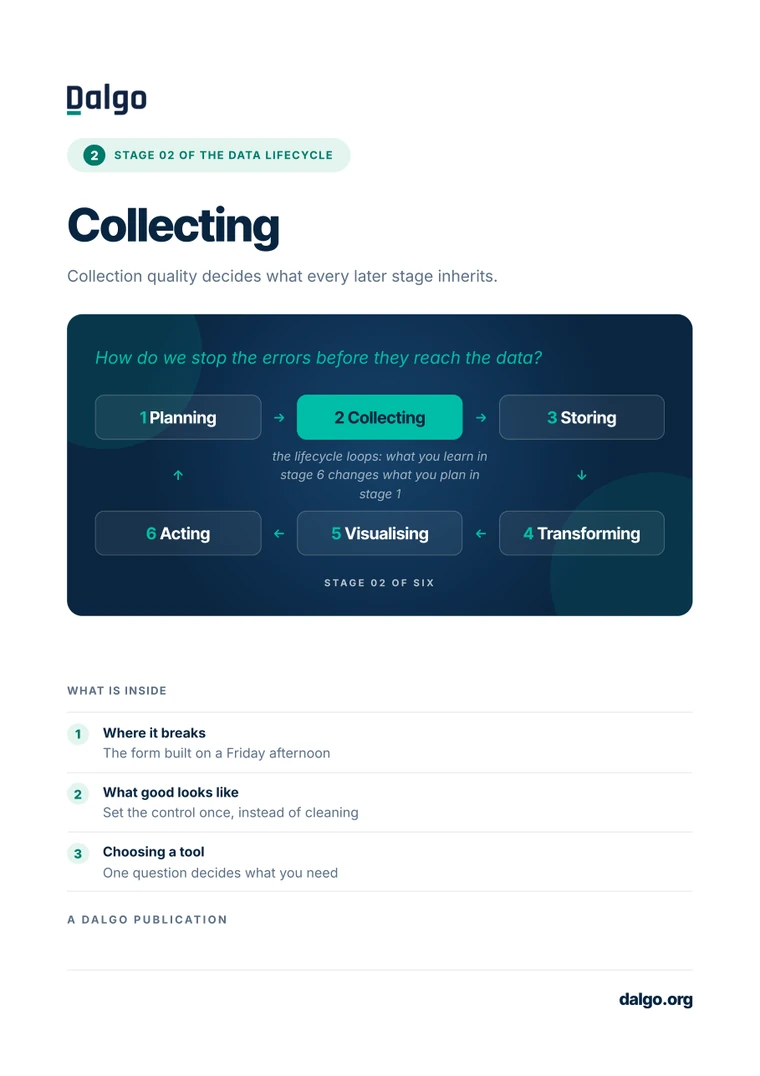 Dalgo
2 STAGE 02 OF THE DATA LIFECYCLE
Collecting
Collection quality decides what every later stage inherits.
How do we stop the errors before they reach the data?
1 Planning → 2 Collecting → 3 Storing
the lifecycle loops: what you learn in
↑ stage 6 changes what you plan in ↓
stage 1
6 Acting ← 5 Visualising ← 4 Transforming
STAGE 02 OF SIX
WHAT IS INSIDE
1 Where it breaks
The form built on a Friday afternoon
2 What good looks like
Set the control once, instead of cleaning
3 Choosing a tool
One question decides what you need
A DALGO PUBLICATION
dalgo.org